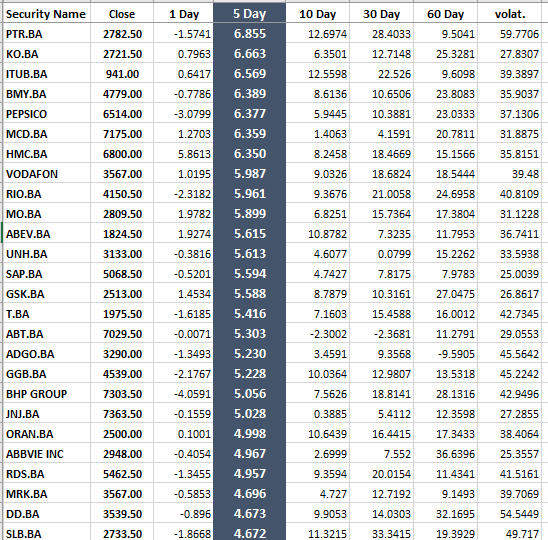 Security Name Close 1 Day 5 Day 10 Day 30 Day 60 Day volat.
PTR.BA 2782.50 -1.5741 6.855 12.6974 28.4033 9.5041 59.7706
KO.BA 2721.50 0.7963 6.663 6.3501 12.7148 25.3281 27.8307
ITUB.BA 941.00 0.6417 6.569 12.5598 22.526 9.6098 39.3897
BMY.BA 4779.00 -0.7786 6.389 8.6136 10.6506 23.8083 35.9037
PEPSICO 6514.00 -3.0799 6.377 5.9445 10.3881 23.0333 37.1306
MCD.BA 7175.00 1.2703 6.359 1.4063 4.1591 20.7811 31.8875
HMC.BA 6800.00 5.8613 6.350 8.2458 18.4669 15.1566 35.8151
VODAFON 3567.00 1.0195 5.987 9.0326 18.6824 18.5444 39.48
RIO.BA 4150.50 -2.3182 5.961 9.3676 21.0058 24.6958 40.8109
MO.BA 2809.50 1.9782 5.899 6.8251 15.7364 17.3804 31.1228
ABEV.BA 1824.50 1.9274 5.615 10.8782 7.3235 11.7953 36.7411
UNH.BA 3133.00 -0.3816 5.613 4.6077 0.0799 15.2262 33.5938
SAP.BA 5068.50 -0.5201 5.594 4.7427 7.8175 7.9783 25.0039
GSK.BA 2513.00 1.4534 5.588 8.7879 10.3161 27.0475 26.8617
T.BA 1975.50 -1.6185 5.416 7.1603 15.4588 16.0012 42.7345
ABT.BA 7029.50 -0.0071 5.303 -2.3002 -2.3681 11.2791 29.0553
ADGO.BA 3290.00 -1.3493 5.230 3.4591 9.3568 -9.5905 45.5642
GGB.BA 4539.00 -2.1767 5.228 10.0364 12.9807 13.5318 45.2242
BHP GROUP 7303.50 -4.0591 5.056 7.5626 18.8141 28.1316 42.9496
JNJ.BA 7363.50 -0.1559 5.028 0.3885 5.4112 12.3598 27.2855
ORAN.BA 2500.00 0.1001 4.998 10.6439 16.4415 17.3433 38.4064
ABBVIE INC 2948.00 -0.4054 4.967 2.6999 7.552 36.6396 25.3557
RDS.BA 5462.50 -1.3455 4.957 9.3594 20.0154 11.4341 41.5161
MRK.BA 3567.00 -0.5853 4.696 4.727 12.7192 9.1493 39.7069
DD.BA 3539.50 -0.896 4.673 9.9053 14.0303 32.1695 54.5449
SLB.BA 2733.50 -1.8668 4.672 11.3215 33.3415 19.3929 49.717